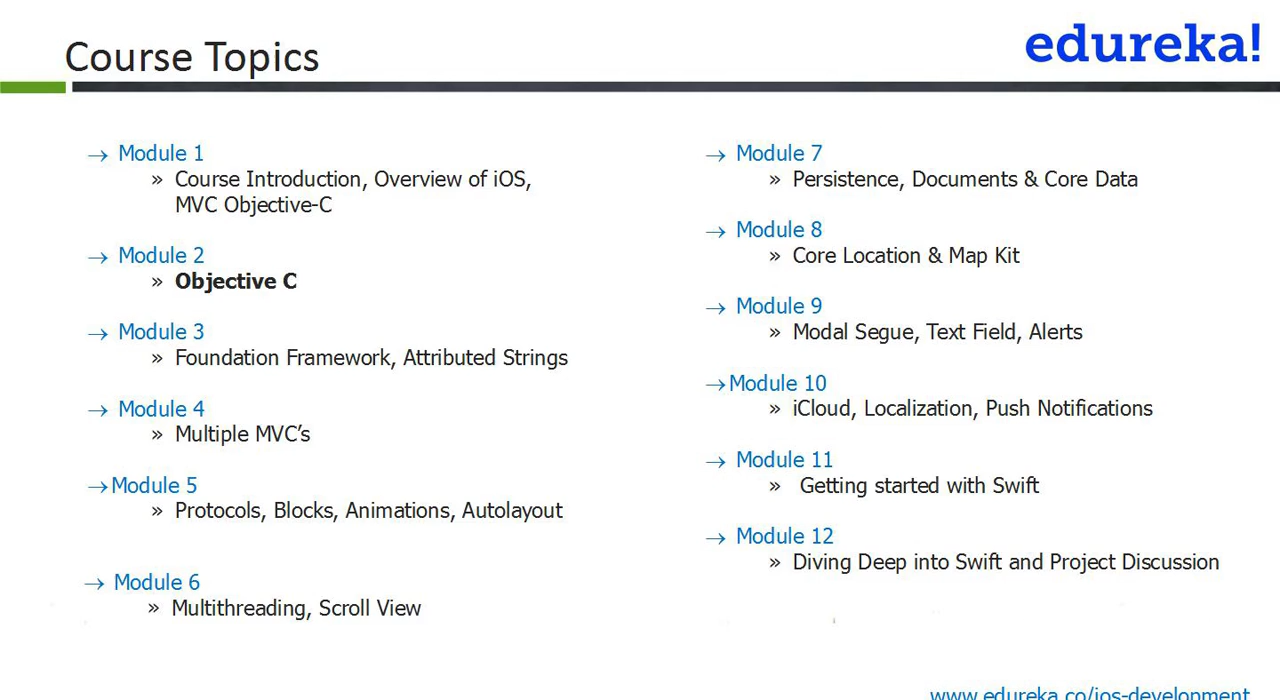 Course Topics
edureka!
→ Module 1
» Course Introduction, Overview of iOS,
MVC Objective-C
→ Module 2
» Objective C
→ Module 3
» Foundation Framework, Attributed Strings
→ Module 4
» Multiple MVC’s
→Module 5
» Protocols, Blocks, Animations, Autolayout
→ Module 6
» Multithreading, Scroll View
→ Module 7
» Persistence, Documents & Core Data
→ Module 8
» Core Location & Map Kit
→ Module 9
» Modal Segue, Text Field, Alerts
→Module 10
» iCloud, Localization, Push Notifications
→ Module 11
» Getting started with Swift
→ Module 12
» Diving Deep into Swift and Project Discussion
www.edureka.co/ios-development